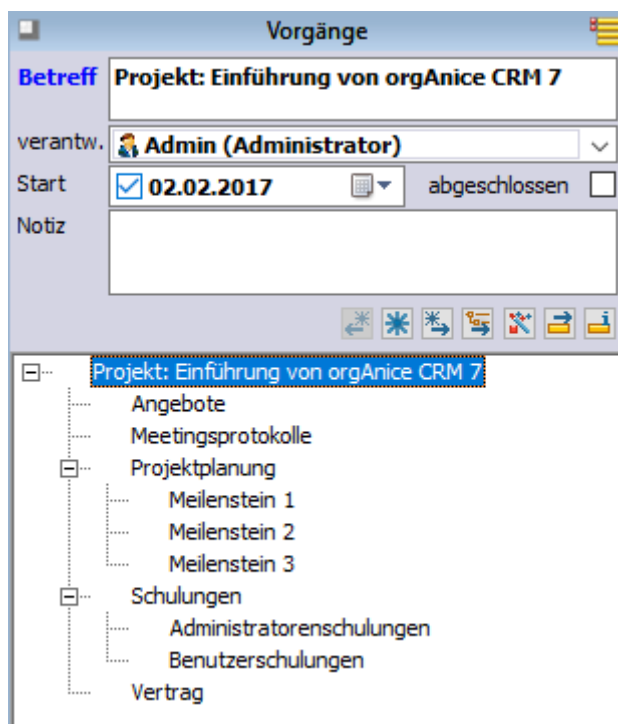 Vorgänge
Betreff Projekt: Einführung von orgAnice CRM 7
verantw. Admin (Administrator)
Start 02.02.2017 abgeschlossen
Notiz
Projekt: Einführung von orgAnice CRM 7
Angebote
Meetingsprotokolle
Projektplanung
Meilenstein 1
Meilenstein 2
Meilenstein 3
Schulungen
Administratorenschulungen
Benutzerschulungen
Vertrag